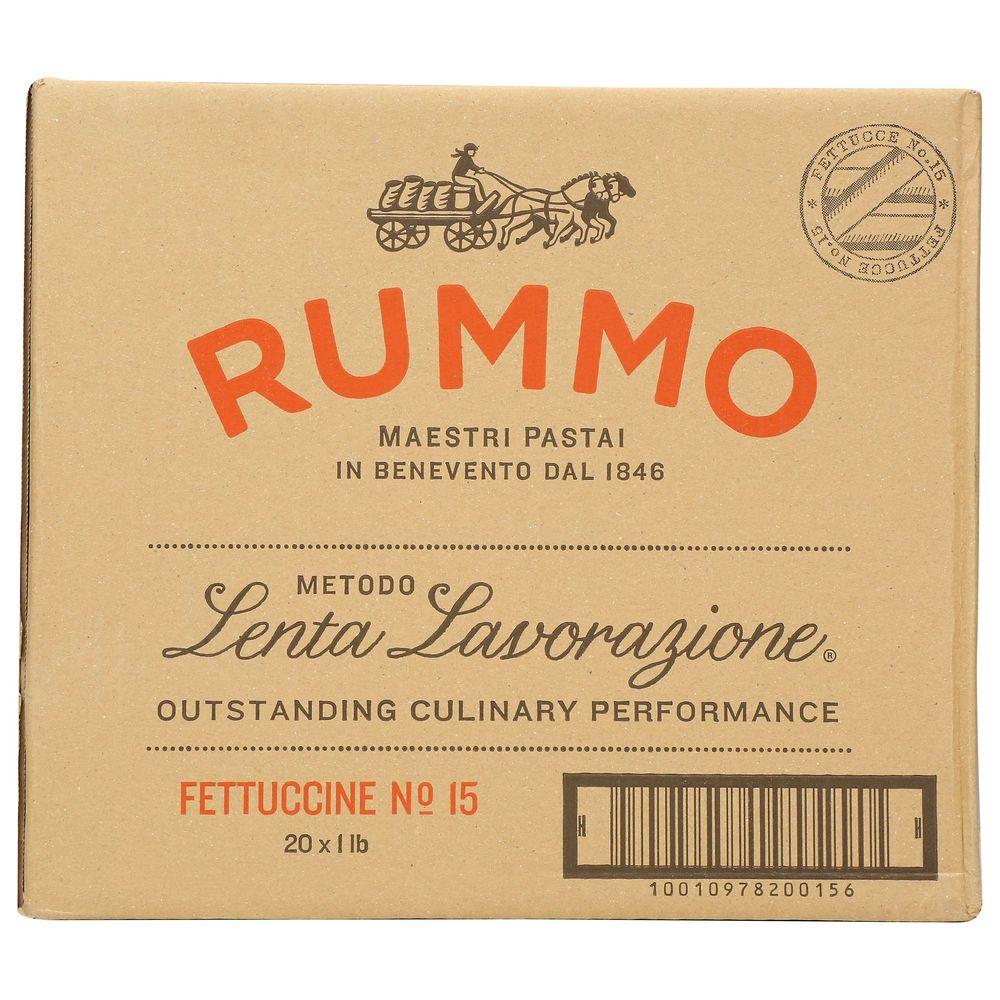 FETTUCCE No.15 * FETTUCCE No.15 *
RUMMO
MAESTRI PASTAI
IN BENEVENTO DAL 1846
METODO
Lenta Lavorazione®
OUTSTANDING CULINARY PERFORMANCE
FETTUCCINE Nº 15
20 x 1 lb
H H
10010978200156